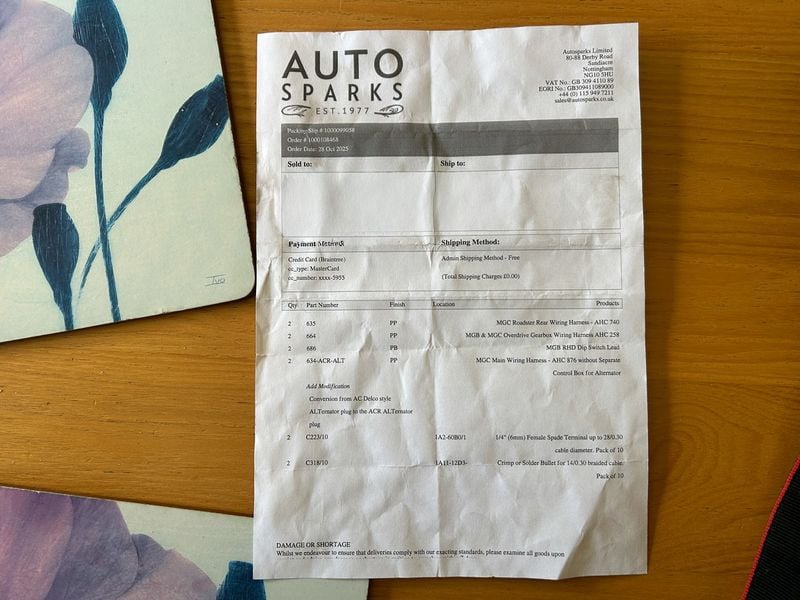 AUTO
SPARKS
EST.1977
Autosparks Limited
80-88 Derby Road
Sandiacre
Nottingham
NG10 5HU
VAT No.: GB 309 4110 89
EORI No.: GB309411089000
+44 (0) 115 949 7211
sales@autosparks.co.uk
Packing Slip # 1000099058
Order # 1000108468
Order Date: 28 Oct 2025
Sold to: Ship to:
Payment Method: Shipping Method:
Credit Card (Braintree) Admin Shipping Method - Free
cc_type: MasterCard
cc_number: xxxx-5953 (Total Shipping Charges £0.00)
Qty Part Number Finish Location Products
2 635 PP MGC Roadster Rear Wiring Harness - AHC 740
2 664 PP MGB & MGC Overdrive Gearbox Wiring Harness AHC 258
2 686 PB MGB RHD Dip Switch Lead
2 634-ACR-ALT PP MGC Main Wiring Harness - AHC 876 without Separate
Control Box for Alternator
Add Modification
Conversion from AC Delco style
ALTernator plug to the ACR ALTernator
plug
2 C223/10 1A2-60B0/1 1/4" (6mm) Female Spade Terminal up to 28/0.30
cable diameter. Pack of 10
2 C318/10 1A11-12D3- Crimp or Solder Bullet for 14/0.30 braided cable.
Pack of 10
DAMAGE OR SHORTAGE
Whilst we endeavour to ensure that deliveries comply with our exacting standards, please examine all goods upon